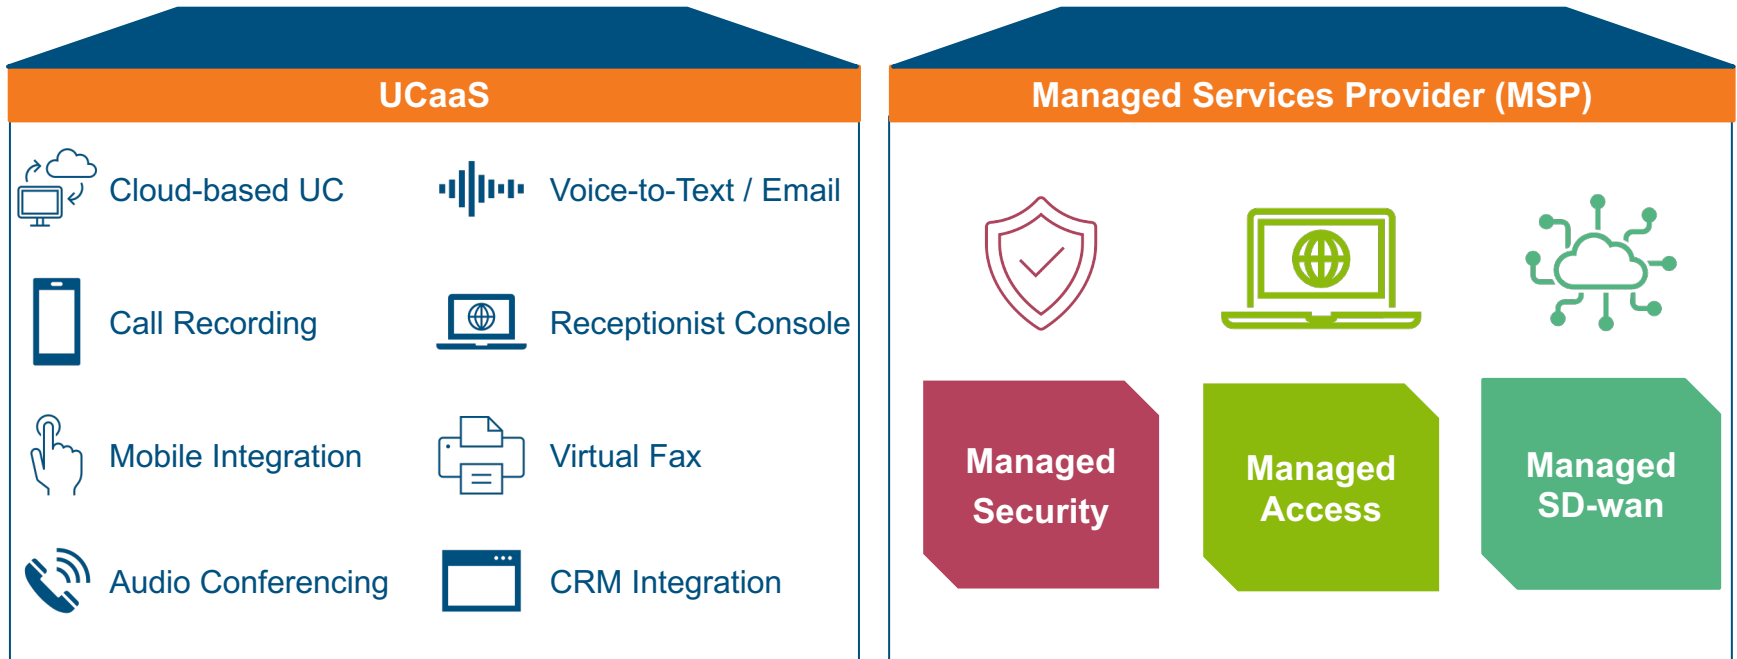 UCaaS
Cloud-based UC
Voice-to-Text / Email
Call Recording
Receptionist Console
Mobile Integration
Virtual Fax
Audio Conferencing
CRM Integration
Managed Services Provider (MSP)
Managed
Security
Managed
Access
Managed
SD-wan